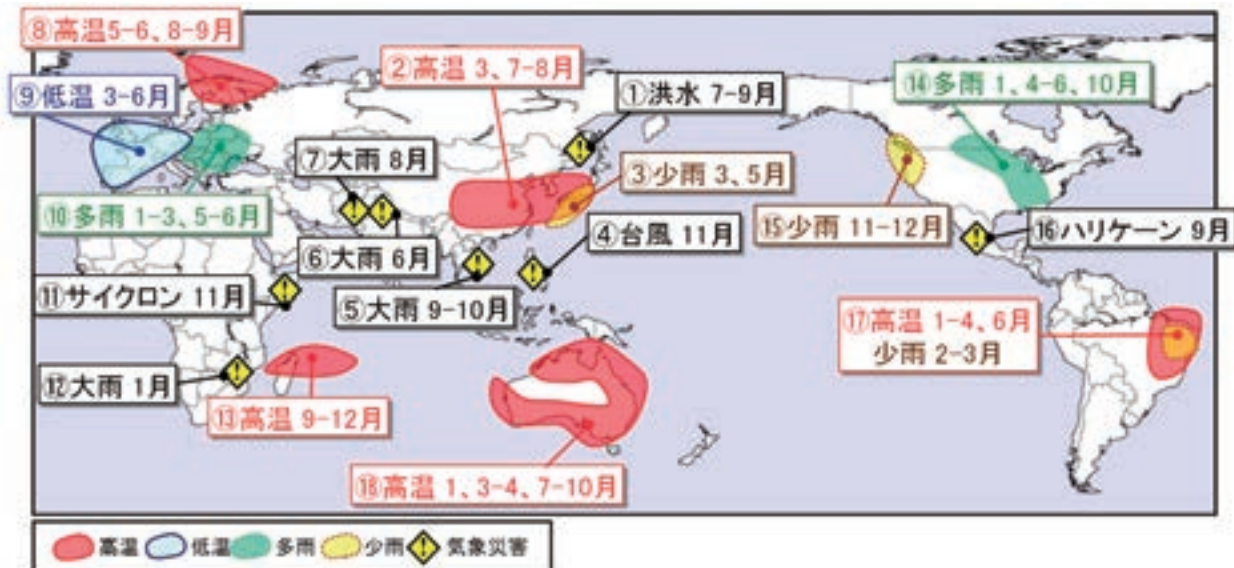 ⑧高温5-6、8-9月
②高温 3、7-8月
①洪水 7-9月
⑭多雨 1、4-6、10月
⑨低温 3-6月
⑦大雨 8月
③少雨 3、5月
⑩多雨 1-3、5-6月
④台風 11月
⑮少雨 11-12月
⑯ハリケーン 9月
⑥大雨 6月
⑪サイクロン 11月
⑤大雨 9-10月
⑰高温 1-4、6月
少雨 2-3月
⑫大雨 1月
⑬高温 9-12月
⑱高温 1、3-4、7-10月
高温 低温 多雨 少雨 気象災害